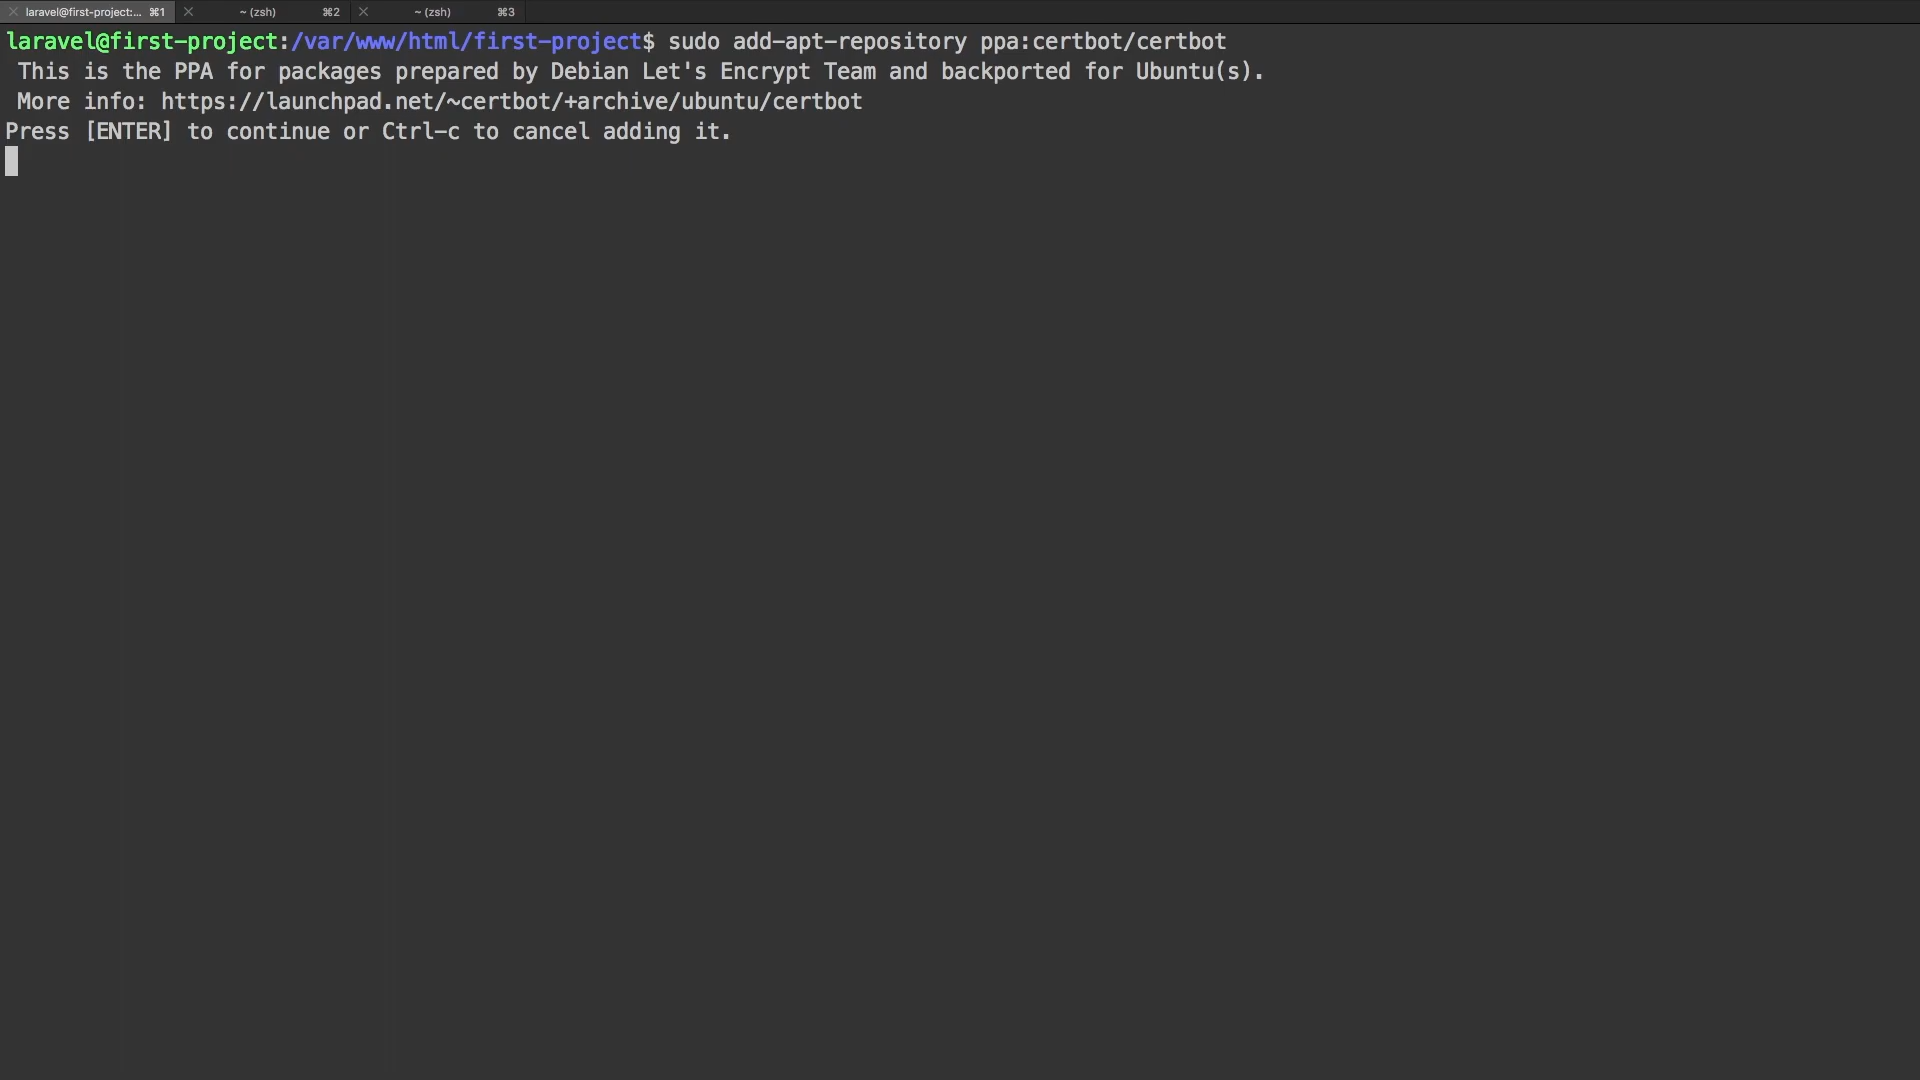 laravel@first-project:... ⌘1 ~ (zsh) ⌘2 ~ (zsh) ⌘3
laravel@first-project:/var/www/html/first-project$ sudo add-apt-repository ppa:certbot/certbot
This is the PPA for packages prepared by Debian Let's Encrypt Team and backported for Ubuntu(s).
More info: https://launchpad.net/~certbot/+archive/ubuntu/certbot
Press [ENTER] to continue or Ctrl-c to cancel adding it.